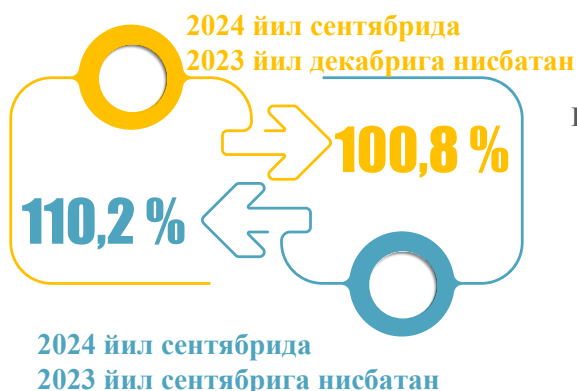 2024 йил сентябрида
2023 йил декабрига нисбатан
100,8 %
110,2 %
2024 йил сентябрида
2023 йил сентябрига нисбатан